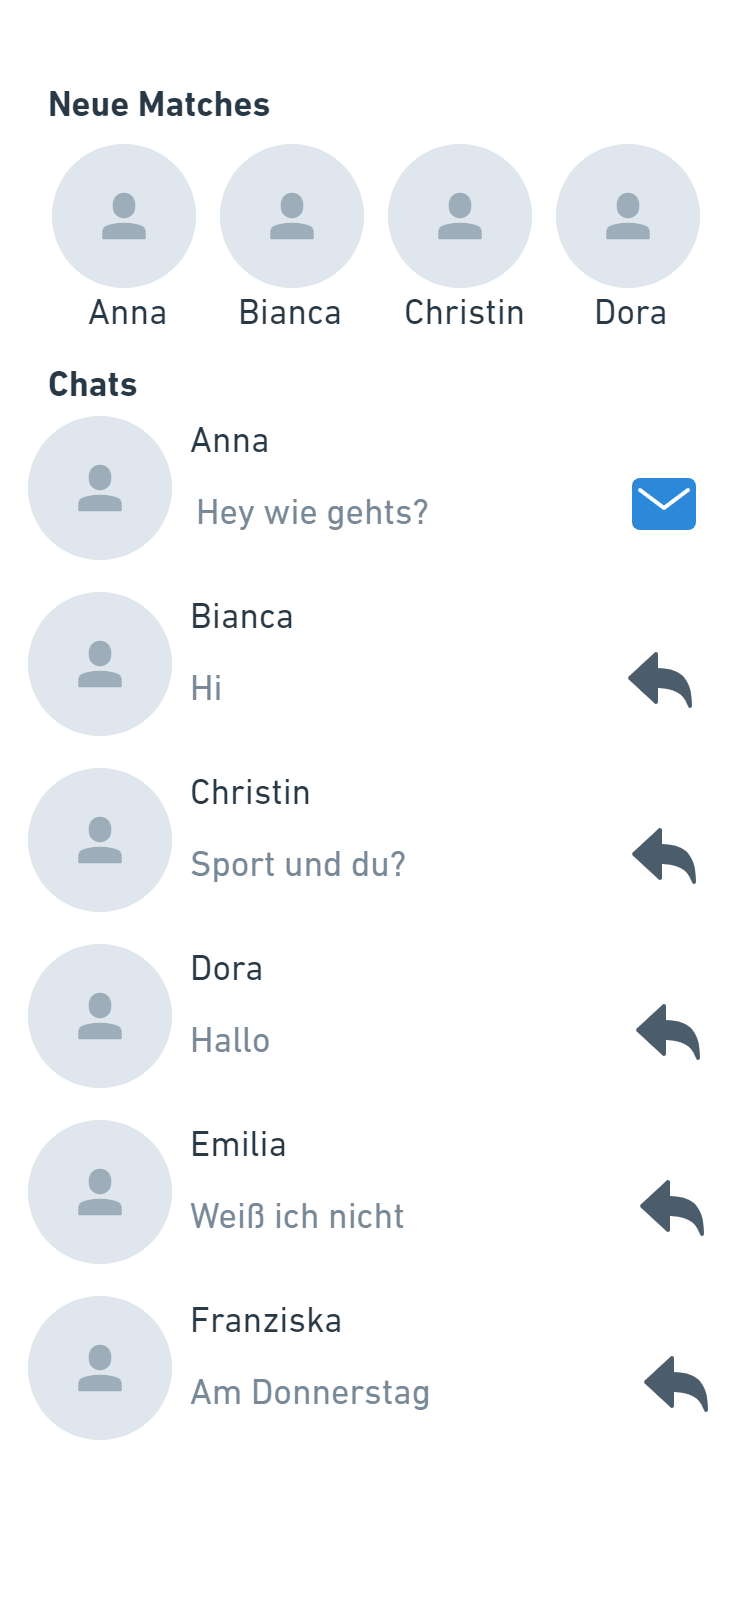 Neue Matches
Anna Bianca Christin Dora
Chats
Anna
Hey wie gehts?
Bianca
Hi
Christin
Sport und du?
Dora
Hallo
Emilia
Weiß ich nicht
Franziska
Am Donnerstag